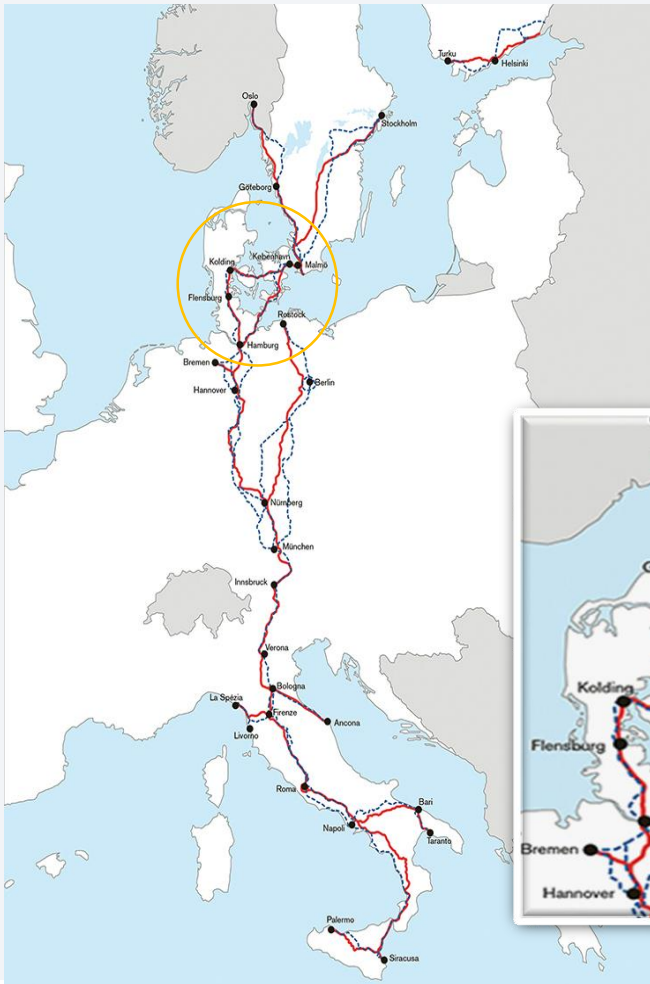 Turku
Helsinki
Oslo
Stockholm
Göteborg
København
Malmö
Kolding
Flensburg
Rostock
Hamburg
Bremen
Hannover
Berlin
Nürnberg
München
Innsbruck
Verona
Bologna
La Spézia
Firenze
Livorno
Ancona
Roma
Bari
Napoli
Taranto
Palermo
Siracusa
Kolding
Flensburg
Bremen
Hannover